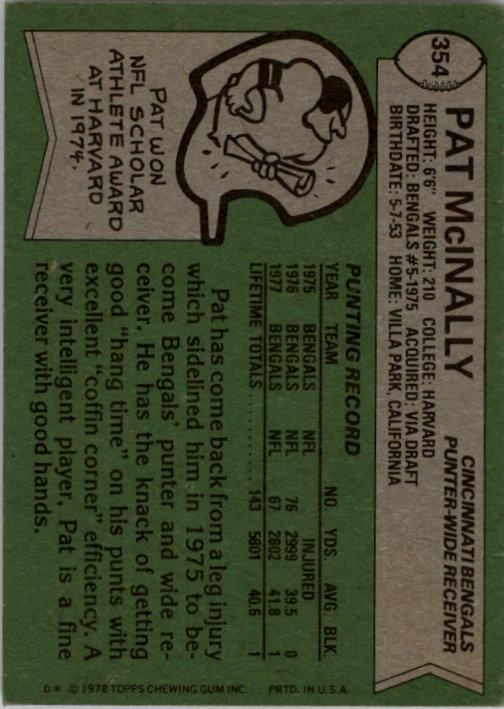 354
PAT McINALLY
CINCINNATI BENGALS
PUNTER-WIDE RECEIVER
HEIGHT: 6'6" WEIGHT: 210 COLLEGE: HARVARD
DRAFTED: BENGALS #5-1975 ACQUIRED: VIA DRAFT
BIRTHDATE: 5-7-53 HOME: VILLA PARK, CALIFORNIA
PAT WON
NFL SCHOLAR
ATHLETE AWARD
AT HARVARD
IN 1974.
PUNTING RECORD
YEAR TEAM NO. YDS. AVG. BLK.
1975 BENGALS NFL INJURED
1976 BENGALS NFL 76 2999 39.5 0
1977 BENGALS NFL 67 2802 41.8 1
LIFETIME TOTALS .......... 143 5801 40.6 1
Pat has come back from a leg injury
which sidelined him in 1975 to be-
come Bengals' punter and wide re-
ceiver. He has the knack of getting
good "hang time" on his punts with
excellent "coffin corner" efficiency. A
very intelligent player, Pat is a fine
receiver with good hands.
D* © 1978 TOPPS CHEWING GUM INC. PRTD. IN U.S.A.